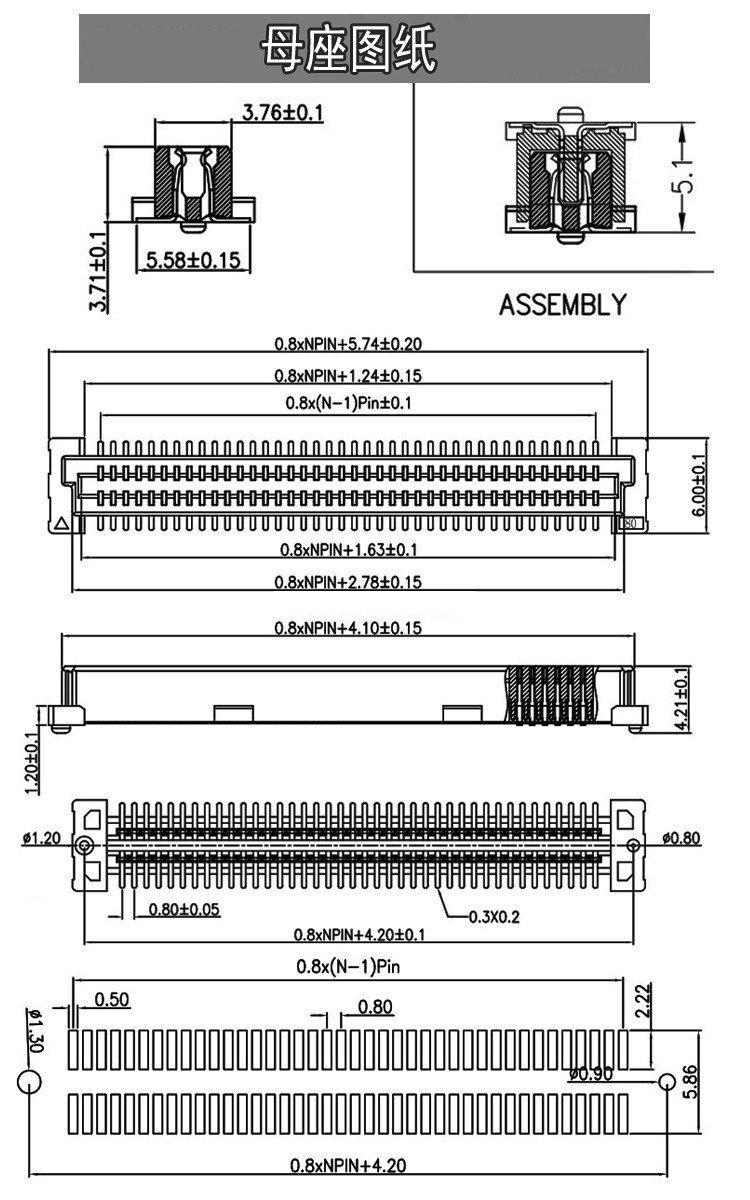 母座图纸
3.76±0.1
3.71±0.1
5.58±0.15
5.1
ASSEMBLY
0.8xNPIN+5.74±0.20
0.8xNPIN+1.24±0.15
0.8x(N-1)Pin±0.1
6.00±0.1
0.8xNPIN+1.63±0.1
0.8xNPIN+2.78±0.15
0.8xNPIN+4.10±0.15
4.21±0.1
1.20±0.1
ø1.20
ø0.80
0.80±0.05
0.3X0.2
0.8xNPIN+4.20±0.1
0.8x(N-1)Pin
0.50
0.80
2.22
ø1.30
ø0.90
5.86
0.8xNPIN+4.20